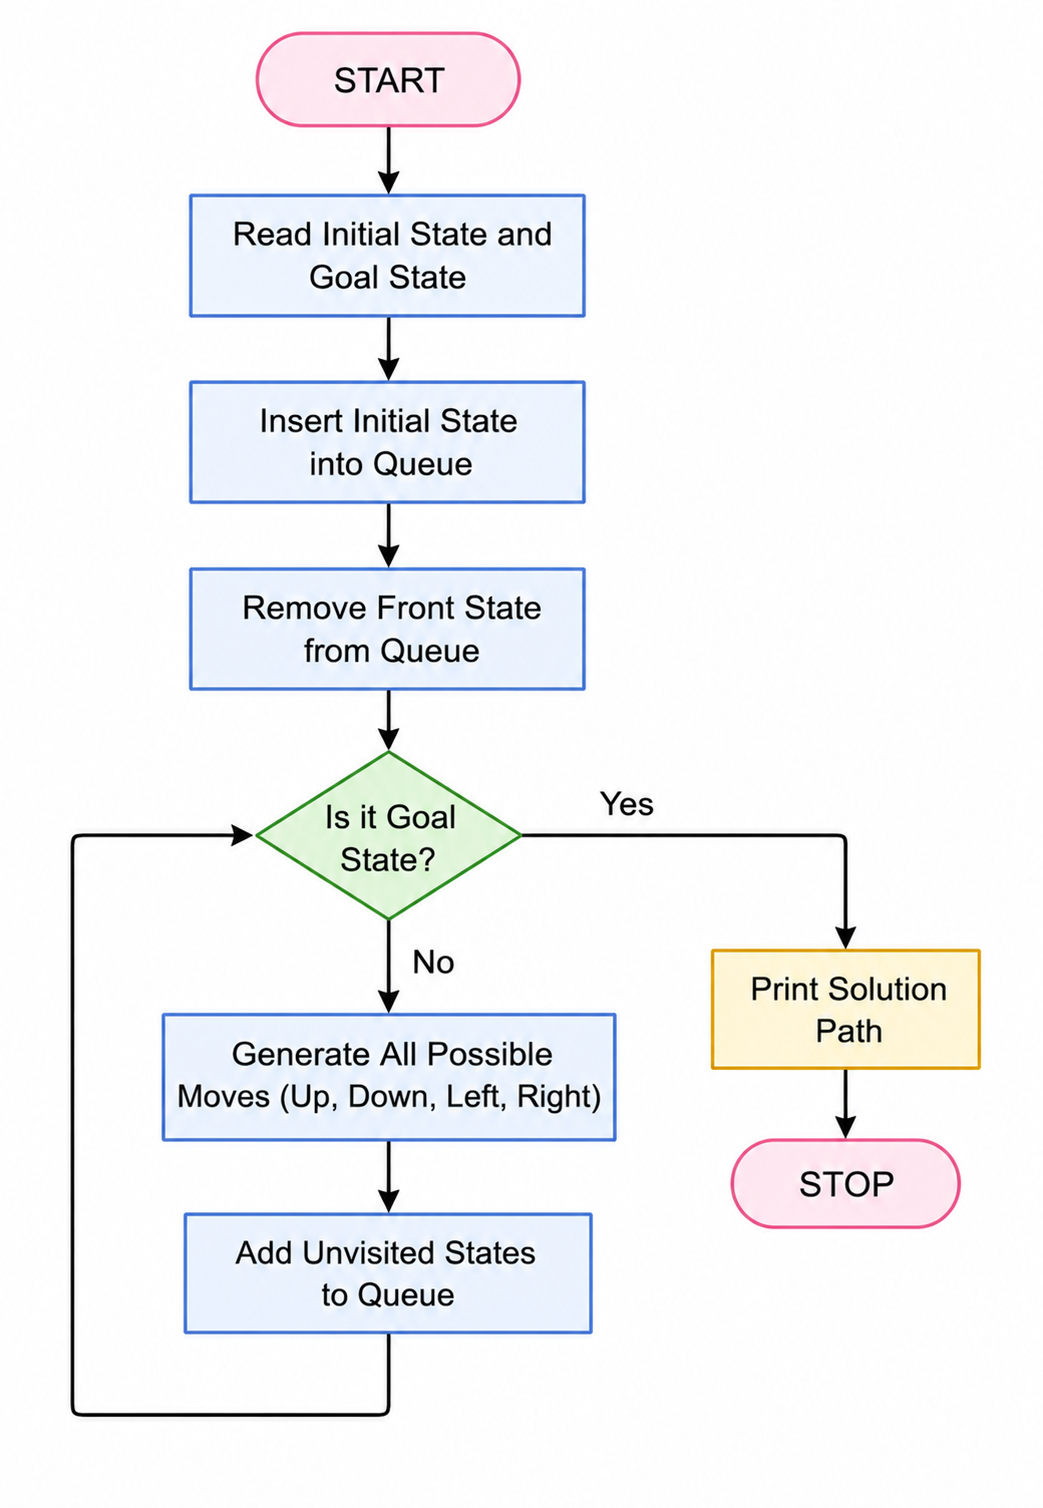 START
Read Initial State and
Goal State
Insert Initial State
into Queue
Remove Front State
from Queue
Is it Goal
State?
Yes
No
Generate All Possible
Moves (Up, Down, Left, Right)
Print Solution
Path
STOP
Add Unvisited States
to Queue